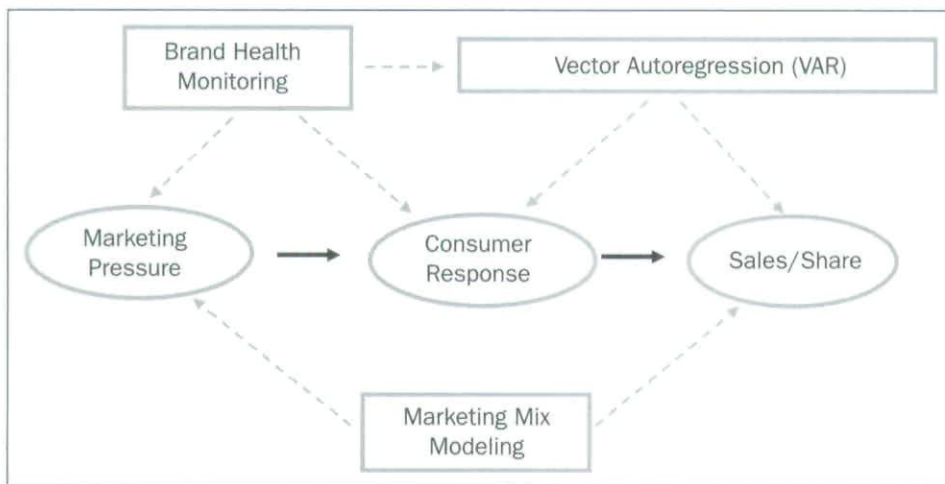 Brand Health
Monitoring
Vector Autoregression (VAR)
Marketing
Pressure
Consumer
Response
Sales/Share
Marketing Mix
Modeling